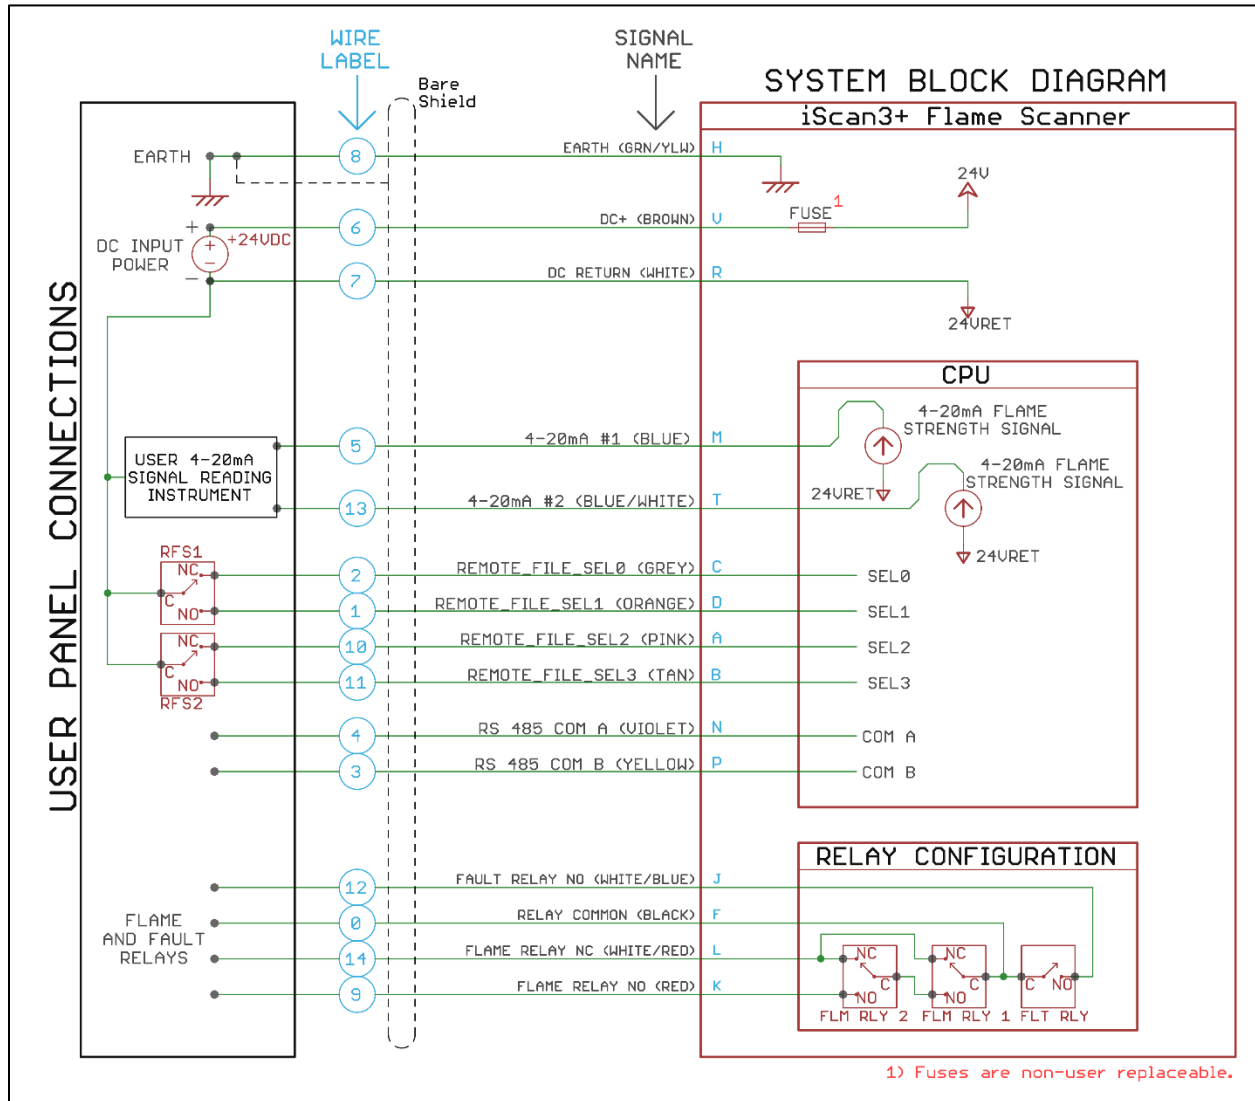 WIRE
LABEL
SIGNAL
NAME
Bare
Shield
SYSTEM BLOCK DIAGRAM
iScan3+ Flame Scanner
USER PANEL CONNECTIONS
EARTH
8
EARTH (GRN/YLW)
H
24V
FUSE
1
+
DC INPUT
POWER
−
+
−
+24VDC
6
DC+ (BROWN)
V
7
DC RETURN (WHITE)
R
24VRET
CPU
4-20mA FLAME
STRENGTH SIGNAL
4-20mA FLAME
STRENGTH SIGNAL
24VRET
24VRET
USER 4-20mA
SIGNAL READING
INSTRUMENT
5
4-20mA #1 (BLUE)
M
13
4-20mA #2 (BLUE/WHITE)
T
RFS1
NC
C
NO
2
REMOTE_FILE_SEL0 (GREY)
C
SEL0
1
REMOTE_FILE_SEL1 (ORANGE)
D
SEL1
NC
C
NO
RFS2
10
REMOTE_FILE_SEL2 (PINK)
A
SEL2
11
REMOTE_FILE_SEL3 (TAN)
B
SEL3
4
RS 485 COM A (VIOLET)
N
COM A
3
RS 485 COM B (YELLOW)
P
COM B
RELAY CONFIGURATION
FLAME
AND FAULT
RELAYS
12
FAULT RELAY NO (WHITE/BLUE)
J
0
RELAY COMMON (BLACK)
F
14
FLAME RELAY NC (WHITE/RED)
L
9
FLAME RELAY NO (RED)
K
NC
C
NO
FLM RLY 2
NC
C
NO
FLM RLY 1
C
NO
FLT RLY
1) Fuses are non-user replaceable.